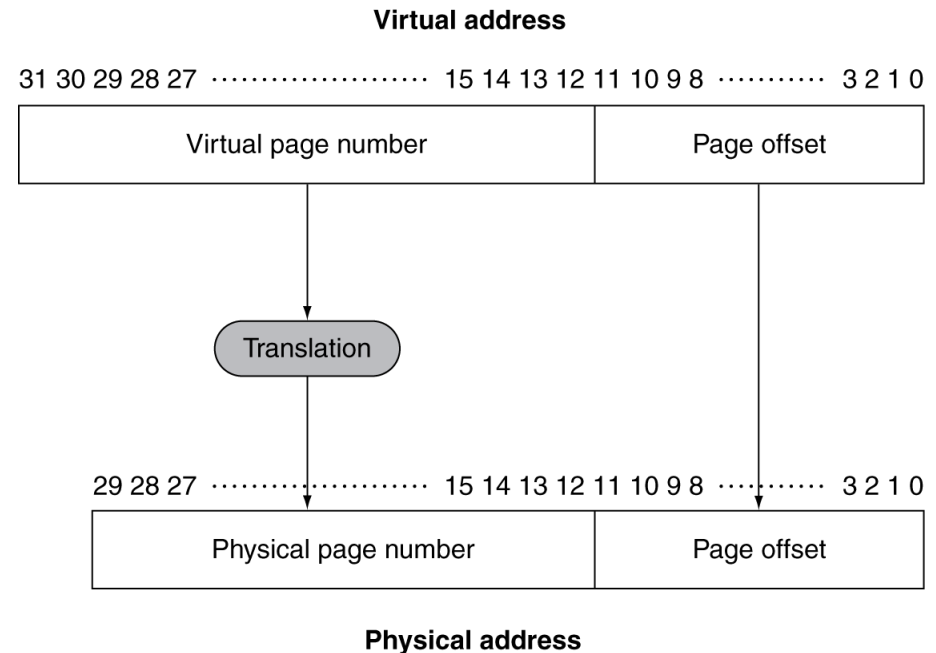 Virtual address
31 30 29 28 27 ······················ 15 14 13 12 11 10 9 8 ··········· 3 2 1 0
Virtual page number Page offset
Translation
29 28 27 ······················ 15 14 13 12 11 10 9 8 ··········· 3 2 1 0
Physical page number Page offset
Physical address